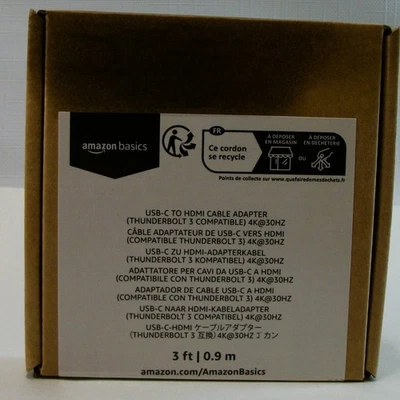 amazon basics
FR
Ce cordon
se recycle
À DÉPOSER
EN MAGASIN
OU
À DÉPOSER
EN DÉCHÈTERIE
Points de collecte sur www.quefairedemesdechets.fr
USB-C TO HDMI CABLE ADAPTER
(THUNDERBOLT 3 COMPATIBLE) 4K@30HZ
CÂBLE ADAPTATEUR DE USB-C VERS HDMI
(COMPATIBLE THUNDERBOLT 3) 4K@30HZ
USB-C ZU HDMI-ADAPTERKABEL
(THUNDERBOLT 3 KOMPATIBEL) 4K@30HZ
ADATTATORE PER CAVI DA USB-C A HDMI
(COMPATIBILE CON THUNDERBOLT 3) 4K@30HZ
ADAPTADOR DE CABLE USB-C A HDMI
(COMPATIBLE CON THUNDERBOLT 3) 4K@30HZ
USB-C NAAR HDMI-KABELADAPTER
(THUNDERBOLT 3 COMPATIBEL) 4K@30HZ
USB-C-HDMI ケーブルアダプター
(THUNDERBOLT 3 互換) 4K@30HZ
3 ft | 0.9 m
amazon.com/AmazonBasics